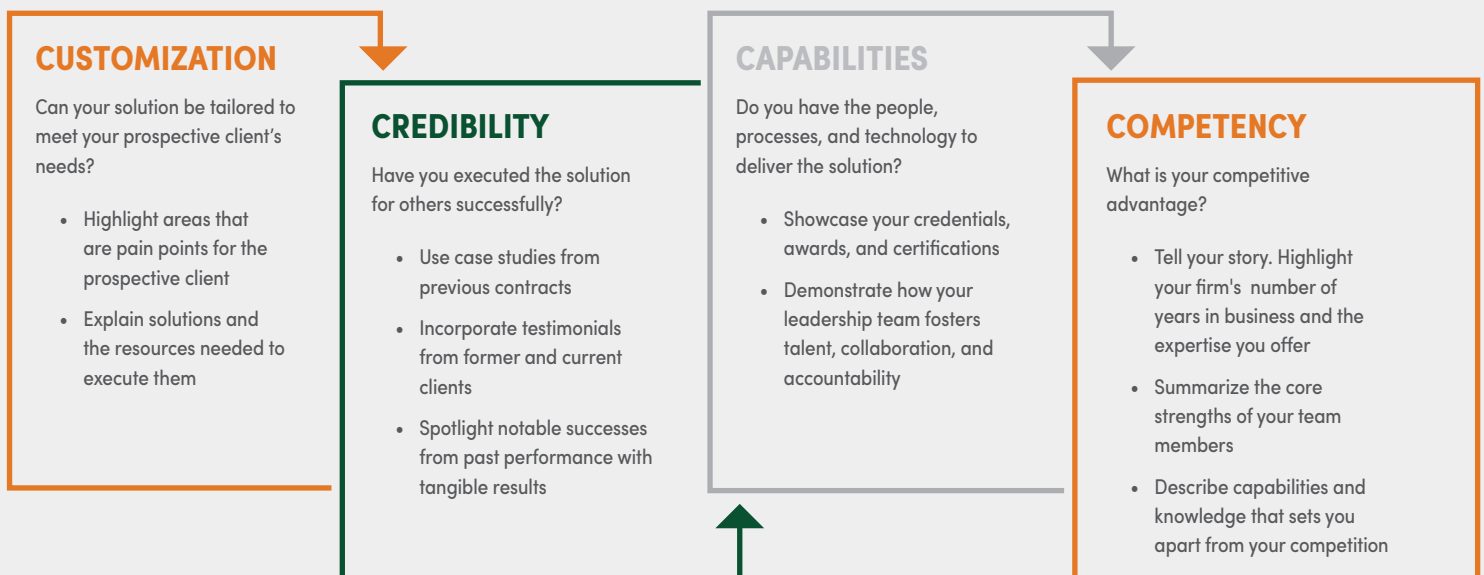 CUSTOMIZATION
Can your solution be tailored to
meet your prospective client's
needs?
• Highlight areas that
are pain points for the
prospective client
• Explain solutions and
the resources needed to
execute them
CREDIBILITY
Have you executed the solution
for others successfully?
• Use case studies from
previous contracts
• Incorporate testimonials
from former and current
clients
• Spotlight notable successes
from past performance with
tangible results
CAPABILITIES
Do you have the people,
processes, and technology to
deliver the solution?
• Showcase your credentials,
awards, and certifications
• Demonstrate how your
leadership team fosters
talent, collaboration, and
accountability
COMPETENCY
What is your competitive
advantage?
• Tell your story. Highlight
your firm's  number of
years in business and the
expertise you offer
• Summarize the core
strengths of your team
members
• Describe capabilities and
knowledge that sets you
apart from your competition